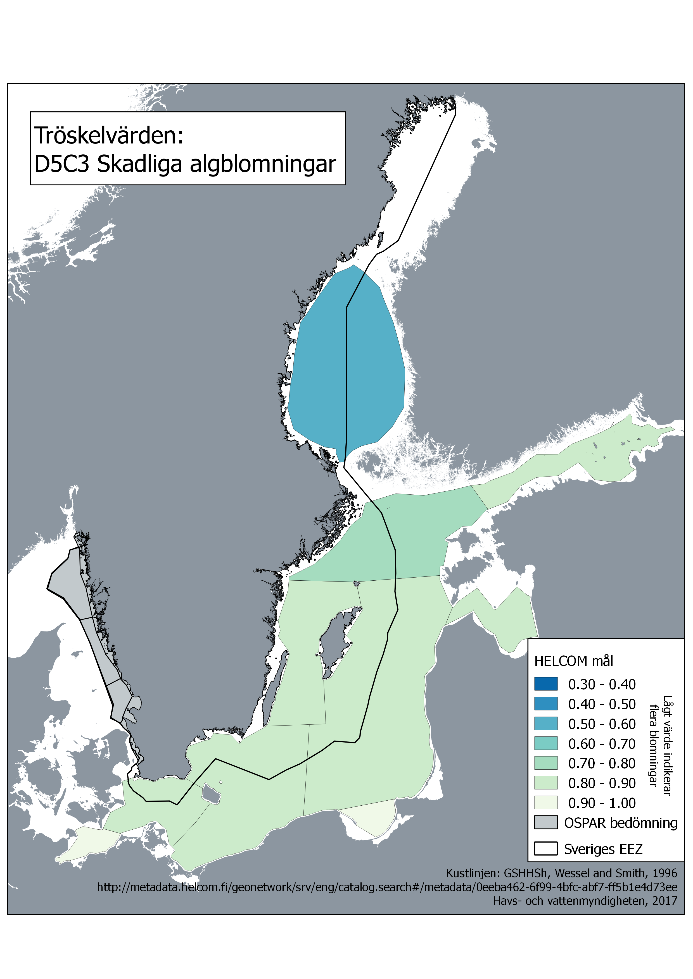 Tröskelvärden:
D5C3 Skadliga algblomningar
HELCOM mål
0.30 - 0.40
0.40 - 0.50
0.50 - 0.60
0.60 - 0.70
0.70 - 0.80
0.80 - 0.90
0.90 - 1.00
Lågt värde indikerar
flera blomningar
OSPAR bedömning
Sveriges EEZ
Kustlinjen: GSHHSh, Wessel and Smith, 1996
http://metadata.helcom.fi/geonetwork/srv/eng/catalog.search#/metadata/0eeba462-6f99-4bfc-abf7-ff5b1e4d73ee
Havs- och vattenmyndigheten, 2017